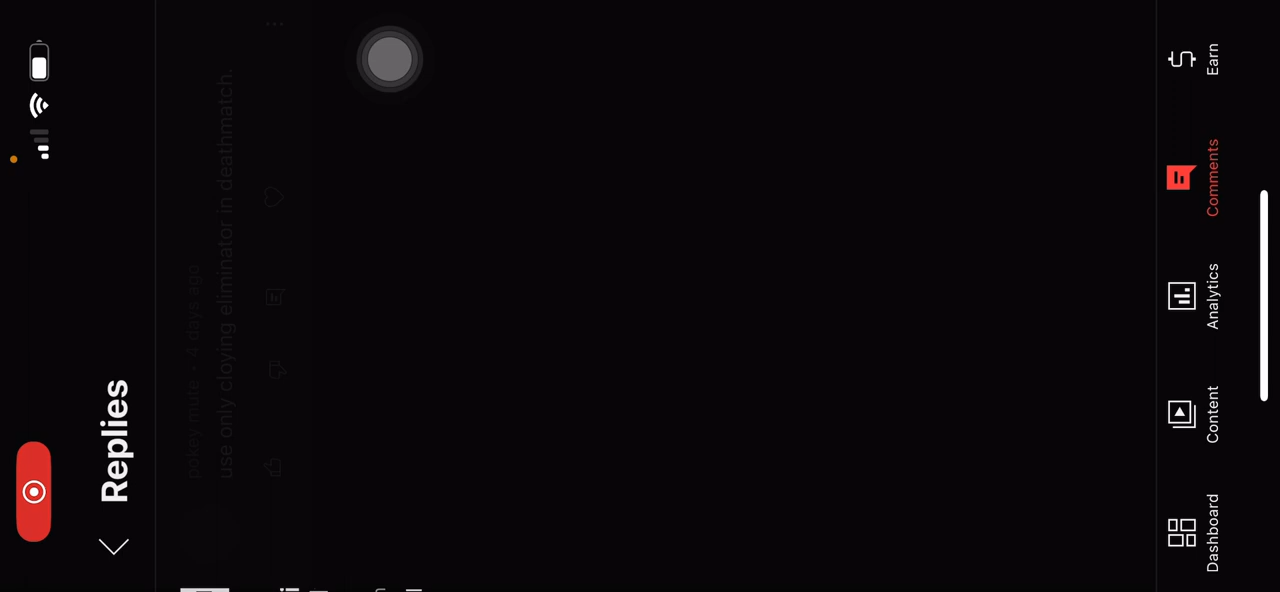 Replies
pokey mute • 4 days ago
use only cloying eliminator in deathmatch.
Dashboard
Content
Analytics
Comments
Earn